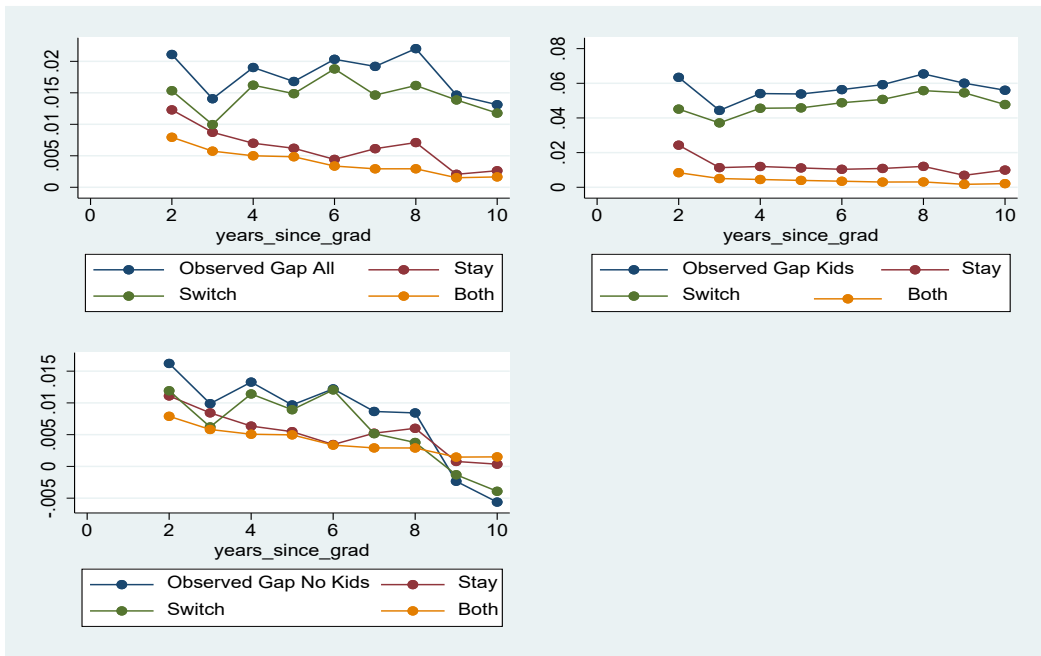 .02
.015
.01
.005
0
0 2 4 6 8 10
years_since_grad
Observed Gap All Stay
Switch Both
.08
.06
.04
.02
0
0 2 4 6 8 10
years_since_grad
Observed Gap Kids Stay
Switch Both
.015
.01
.005
0
-.005
0 2 4 6 8 10
years_since_grad
Observed Gap No Kids Stay
Switch Both